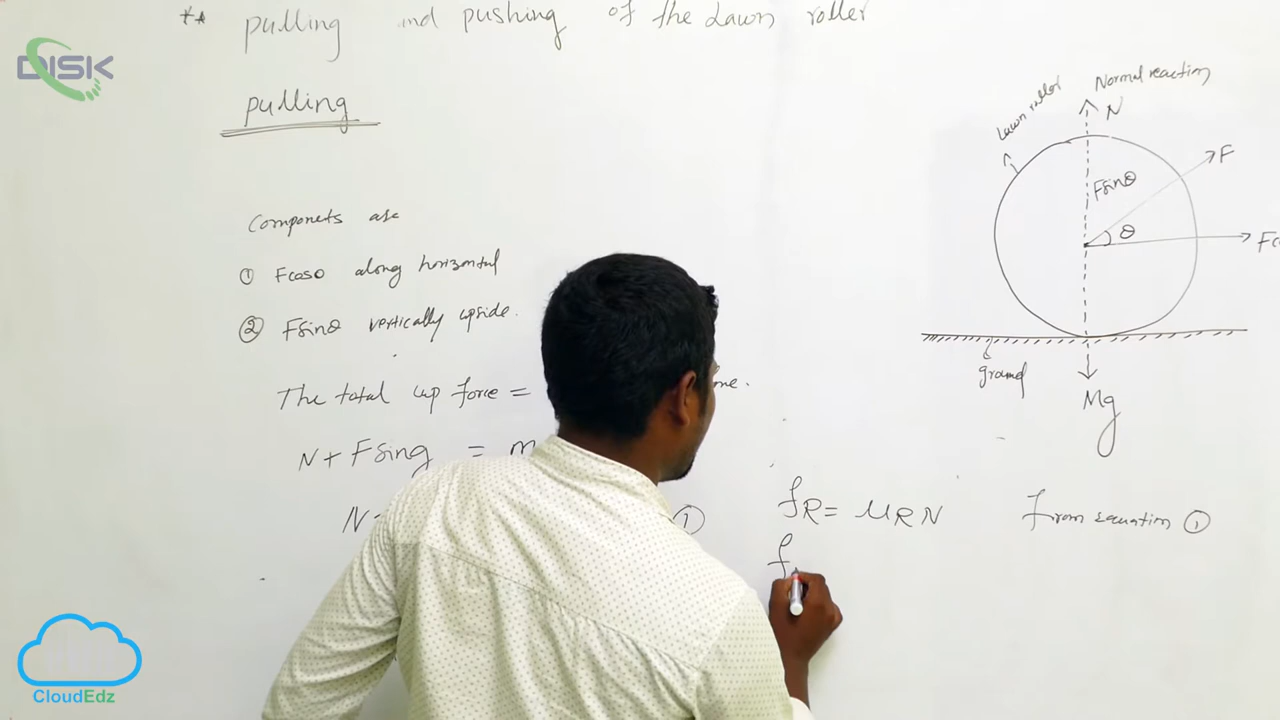 ** pulling and pushing of the Lawn roller
DISK
pulling
Components are
① Fcosθ along horizontal
② Fsinθ vertically upside.
The total up force =
N + Fsinθ = m
N =
①
fR = μR N
From equation ①
f
Lawn roller
Normal reaction
N
F
Fsinθ
θ
ground
Mg
CloudEdz